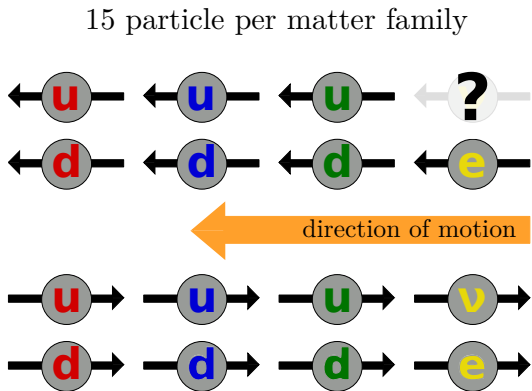 15 particle per matter family
u u u ?
d d d e
direction of motion
u u u ν
d d d e